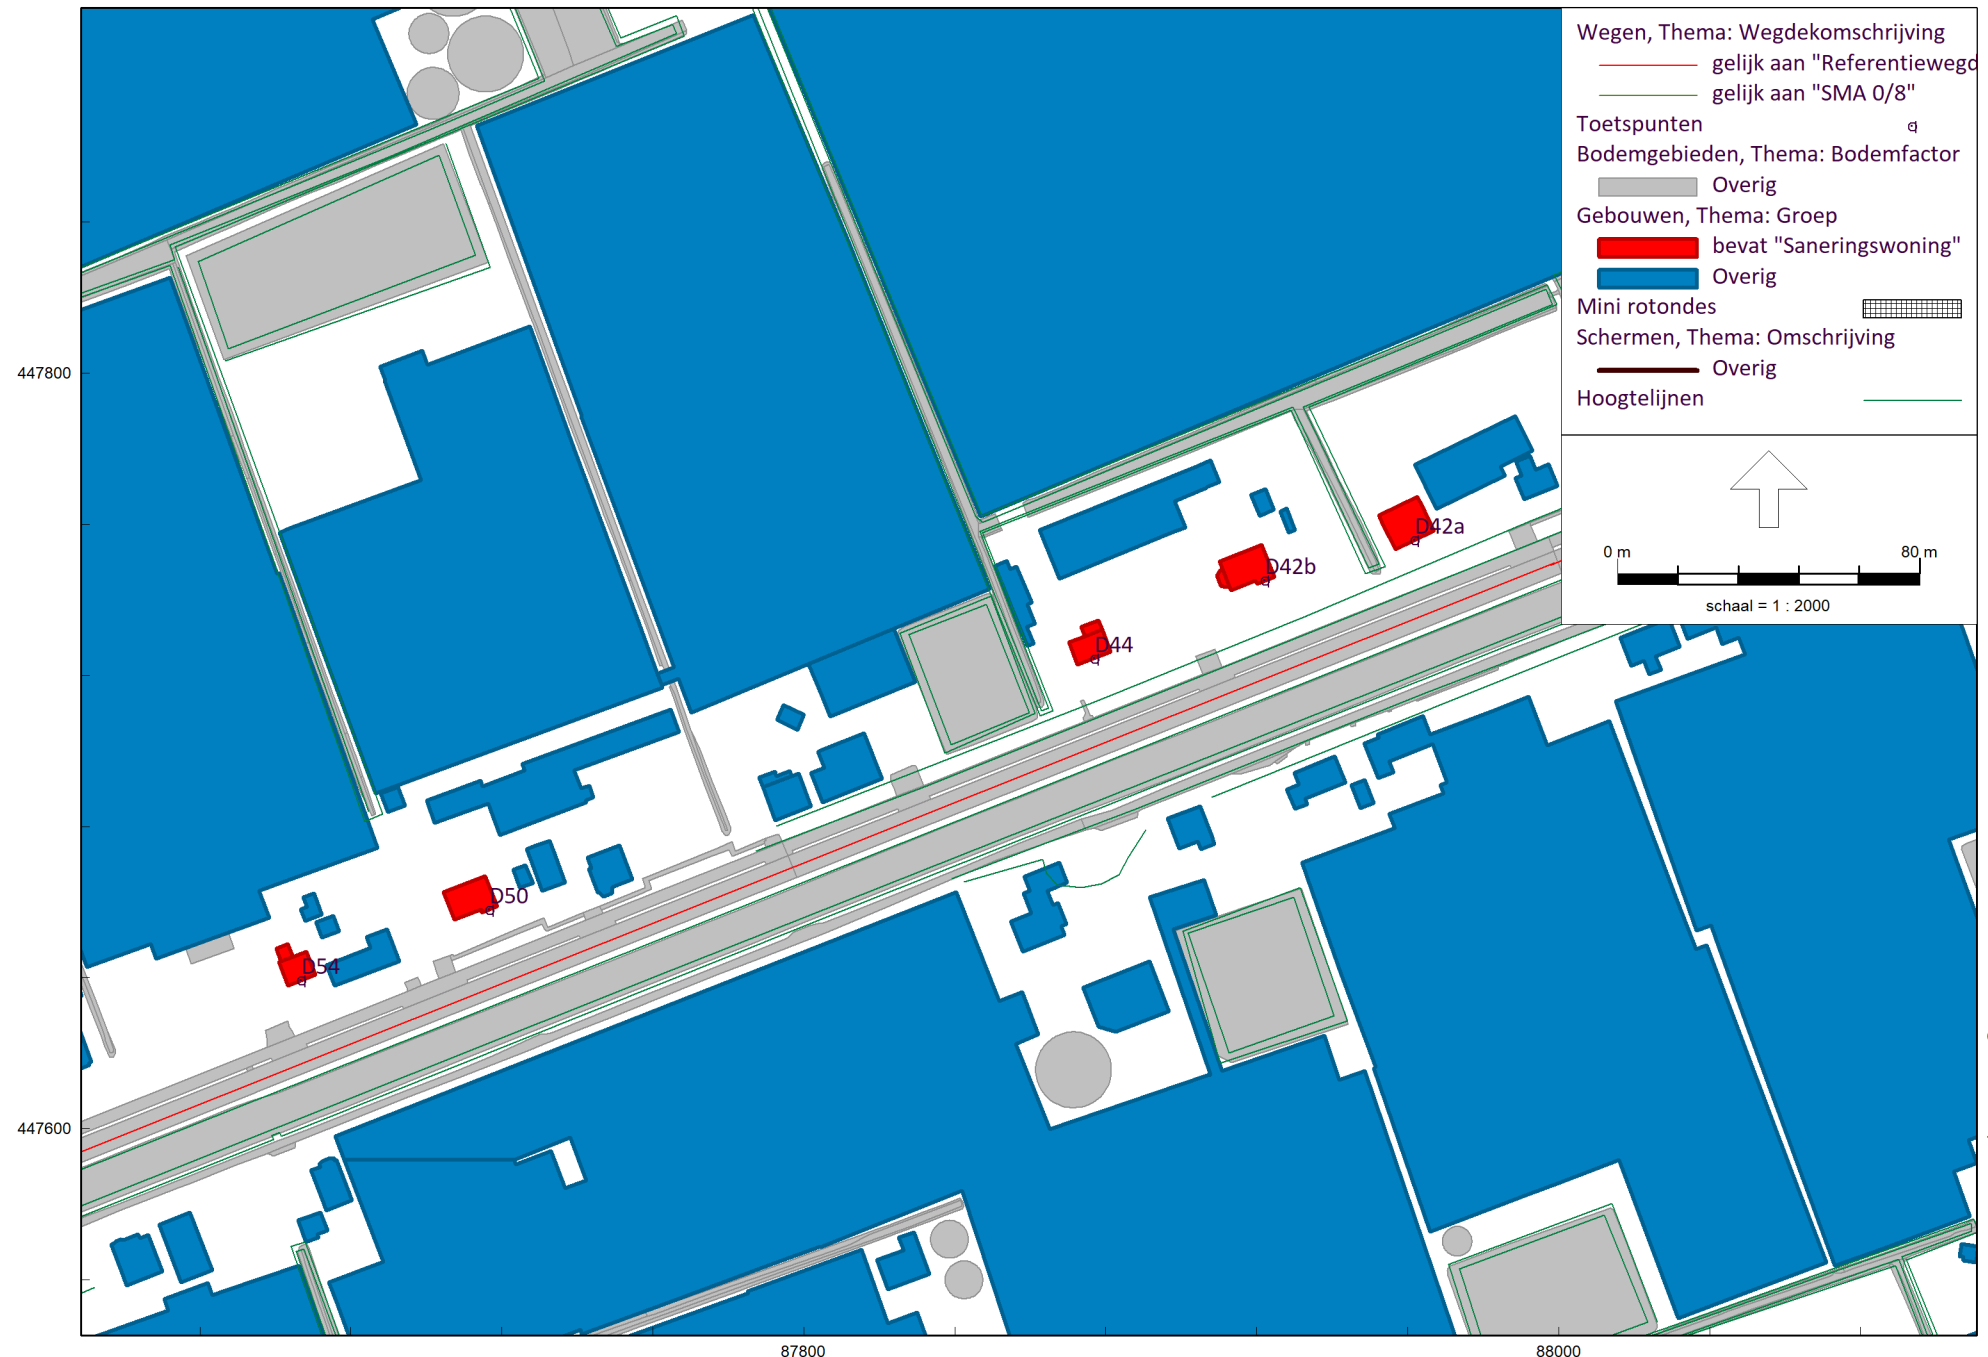 Wegen, Thema: Wegdekomschrijving
gelijk aan "Referentiewegd
gelijk aan "SMA 0/8"
Toetspunten
Bodemgebieden, Thema: Bodemfactor
Overig
Gebouwen, Thema: Groep
bevat "Saneringswoning"
Overig
Mini rotondes
Schermen, Thema: Omschrijving
Overig
Hoogtelijnen
0 m 80 m
schaal = 1 : 2000
447800
D42a
D42b
D44
D50
D54
447600
87800 88000